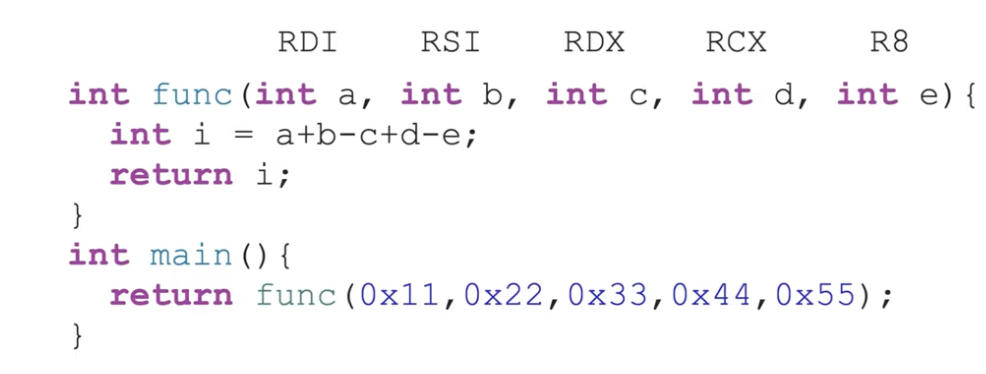 RDI RSI RDX RCX R8
int func(int a, int b, int c, int d, int e){
int i = a+b-c+d-e;
return i;
}
int main(){
return func(0x11,0x22,0x33,0x44,0x55);
}